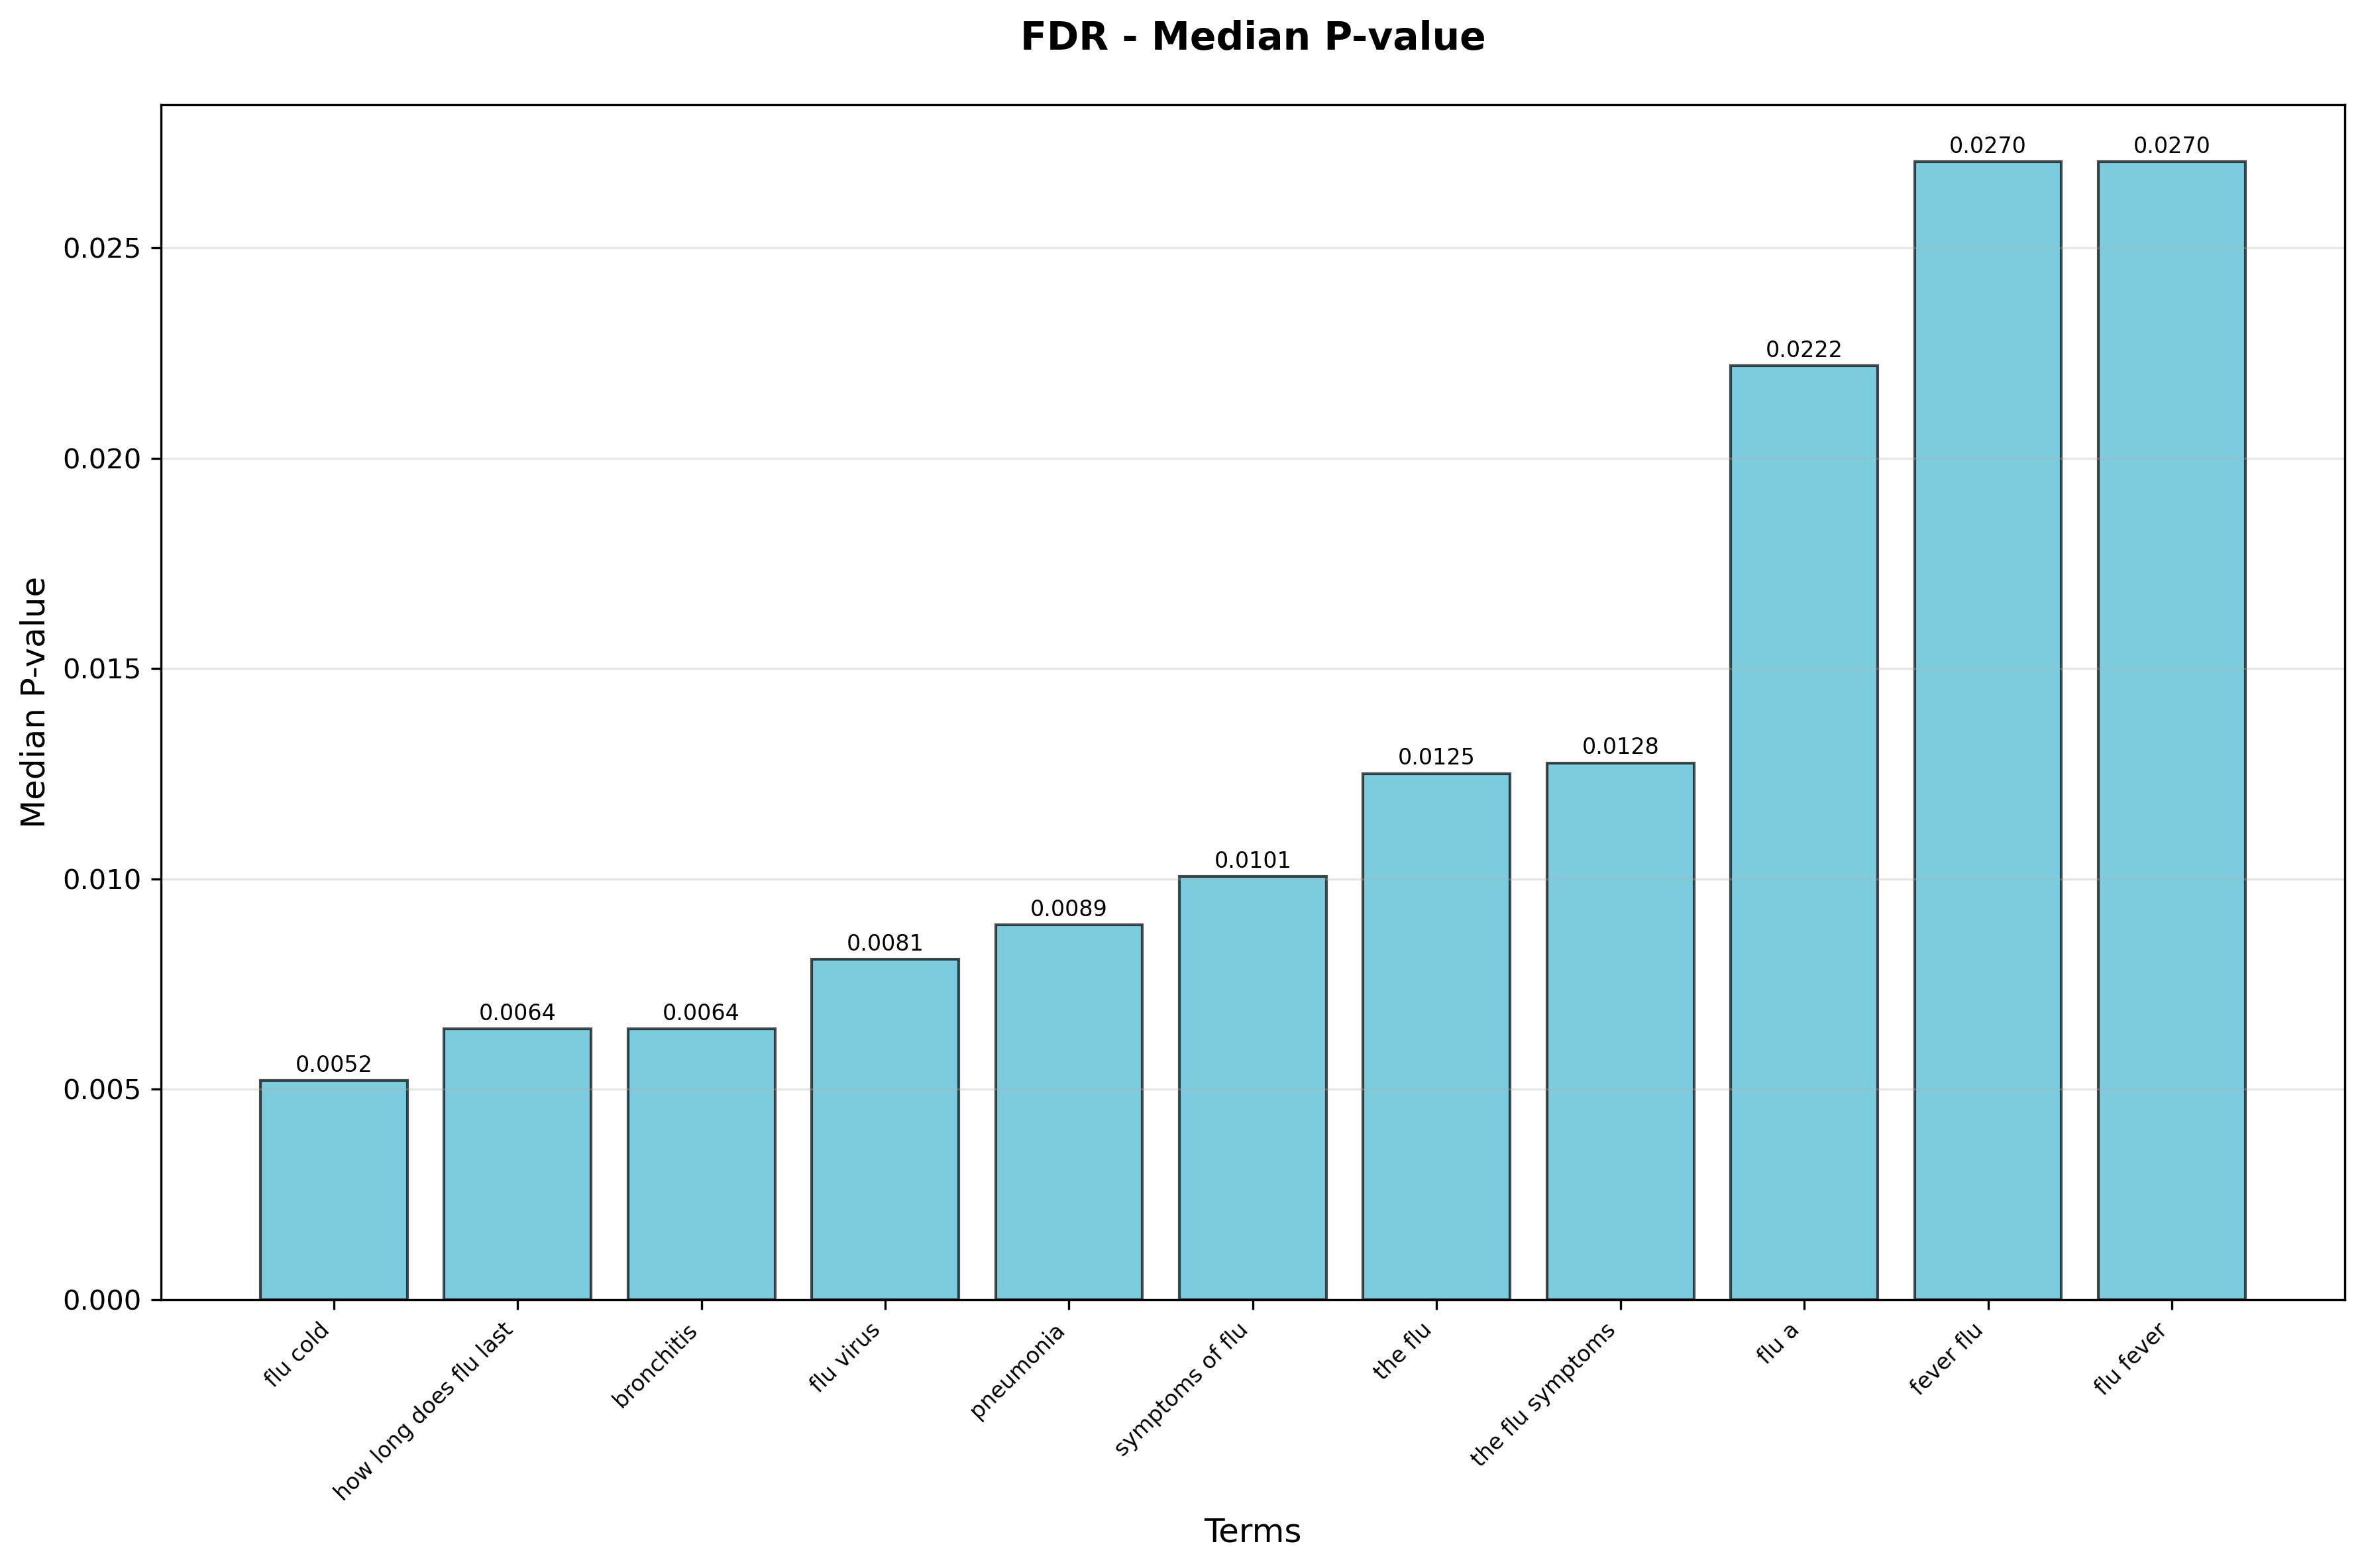 FDR - Median P-value
Median P-value
0.025
0.020
0.015
0.010
0.005
0.000
0.0052
0.0064
0.0064
0.0081
0.0089
0.0101
0.0125
0.0128
0.0222
0.0270
0.0270
flu cold
how long does flu last
bronchitis
flu virus
pneumonia
symptoms of flu
the flu
the flu symptoms
flu a
fever flu
flu fever
Terms